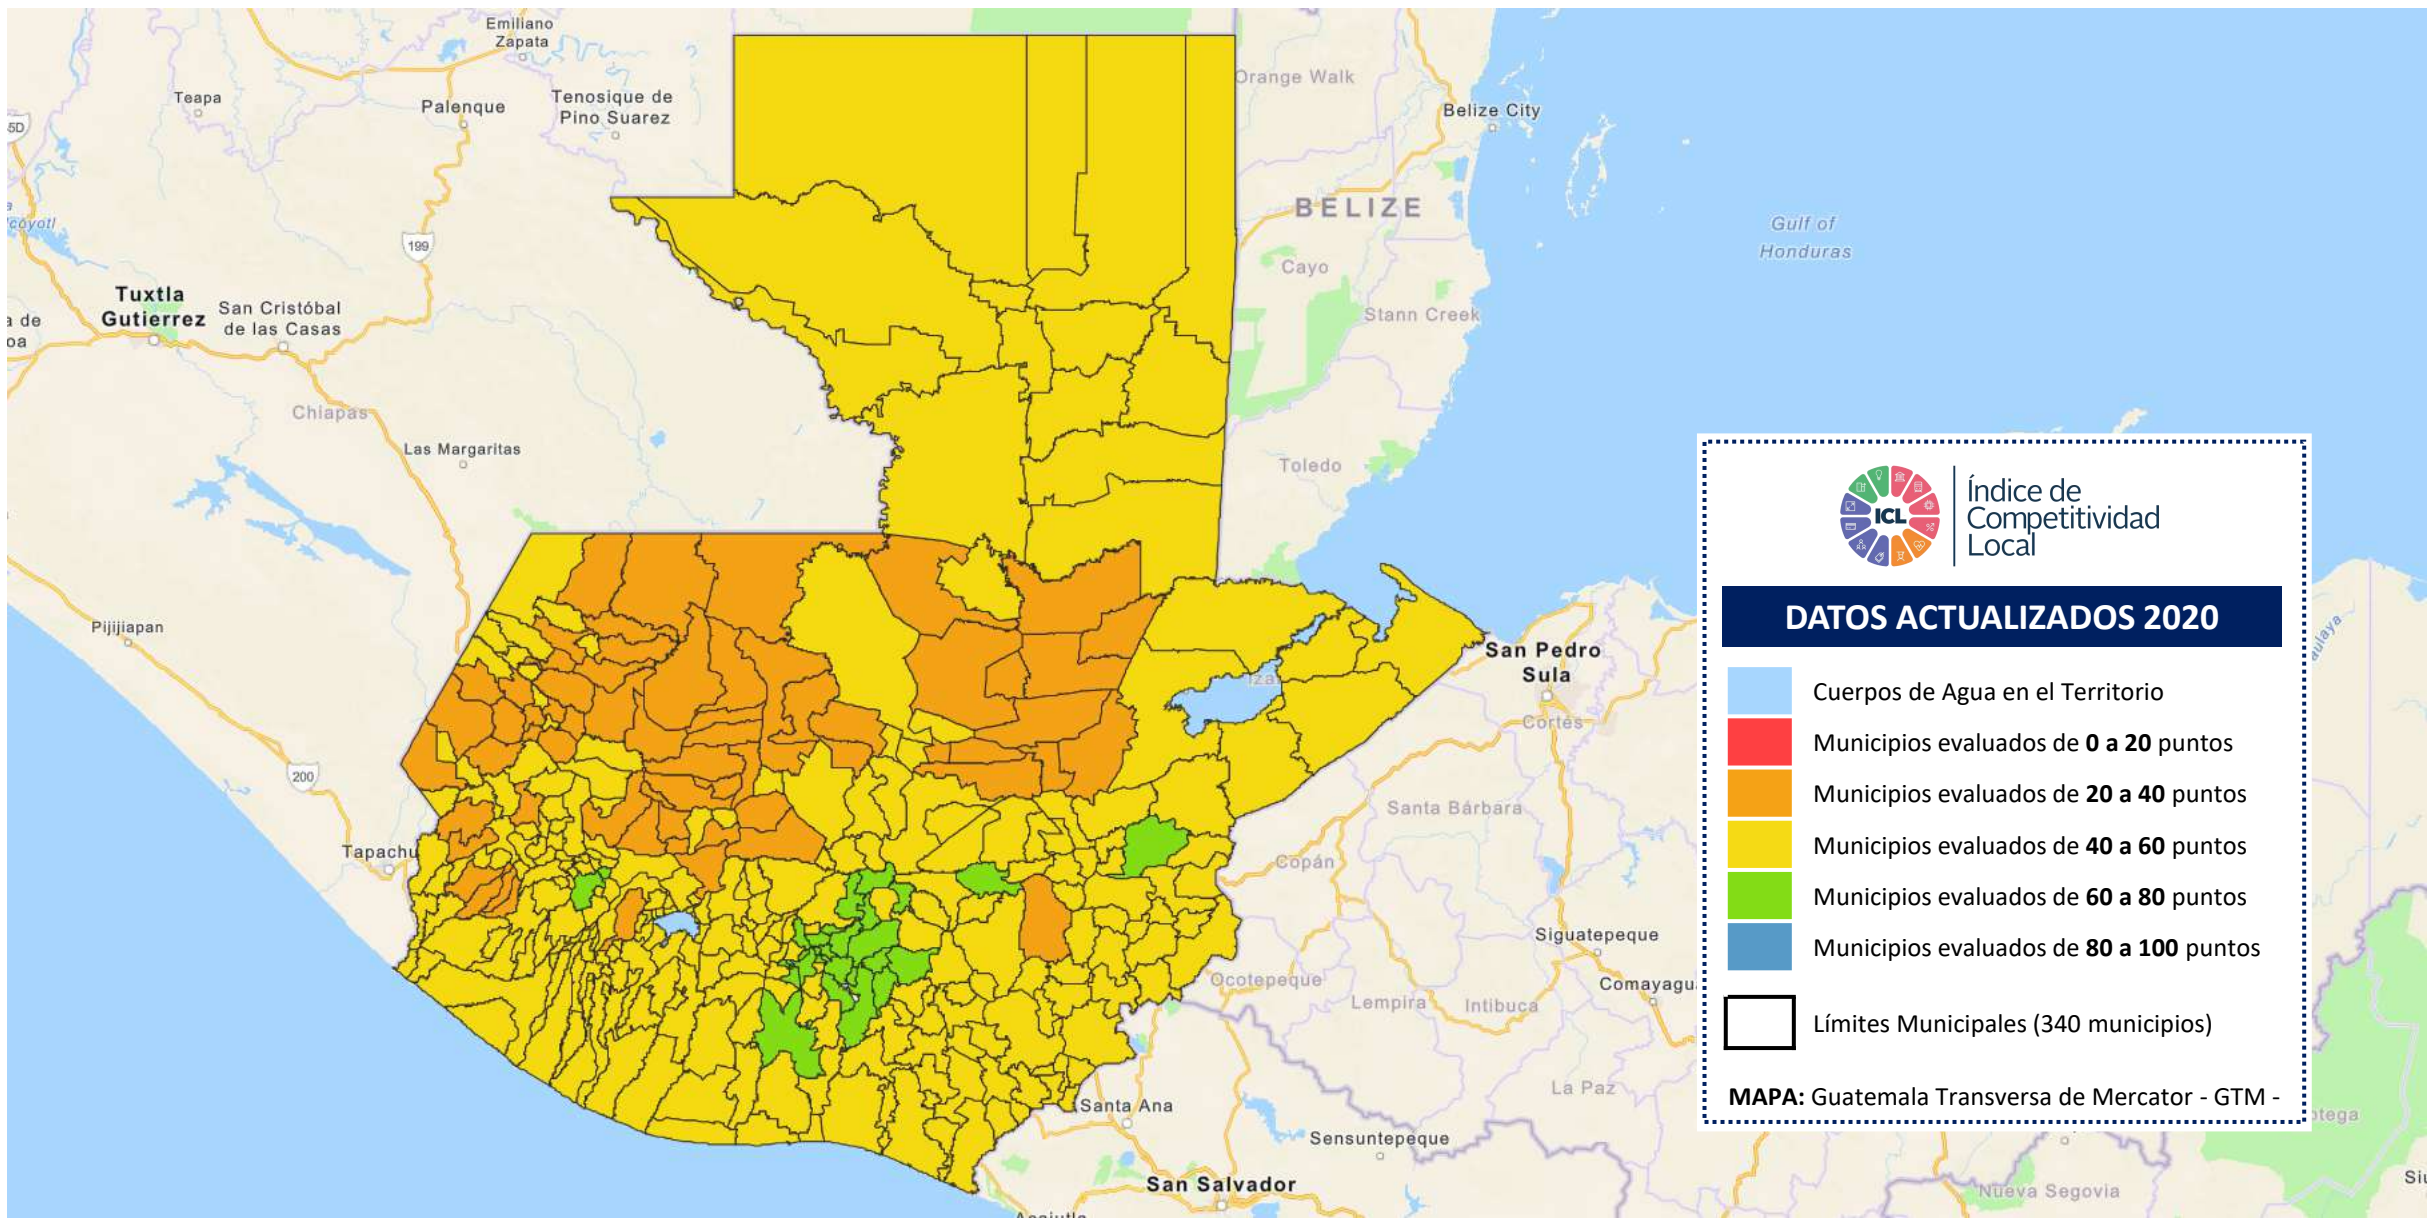 Emiliano
Zapata
Teapa
Palenque
Tenosique de
Pino Suarez
Orange Walk
Belize City
BELIZE
199
Gulf of
Honduras
Cayo
Tuxtla
Gutierrez
San Cristóbal
de las Casas
Stann Creek
Chiapas
Las Margaritas
Toledo
Pijijiapan
San Pedro
Sula
Cortés
200
Santa Bárbara
Tapachu
Copán
Siguatepeque
Ocotepeque
Comayagu
Lempira
Intibuca
La Paz
Santa Ana
Sensuntepeque
San Salvador
Nueva Segovia
ICL
Índice de
Competitividad
Local
DATOS ACTUALIZADOS 2020
Cuerpos de Agua en el Territorio
Municipios evaluados de 0 a 20 puntos
Municipios evaluados de 20 a 40 puntos
Municipios evaluados de 40 a 60 puntos
Municipios evaluados de 60 a 80 puntos
Municipios evaluados de 80 a 100 puntos
Límites Municipales (340 municipios)
MAPA: Guatemala Transversa de Mercator - GTM -